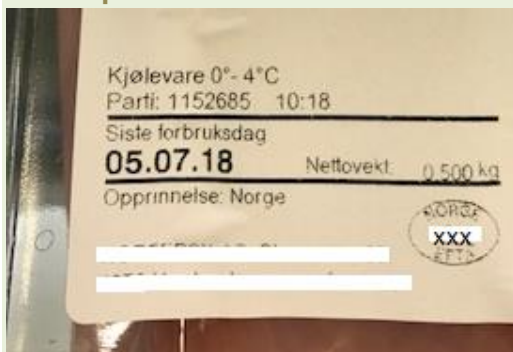 Kjølevare 0°- 4°C
Parti: 1152685 10:18
Siste forbruksdag
05.07.18 Nettovekt: 0,500 kg
Opprinnelse: Norge
NORGE
XXX
EFTA